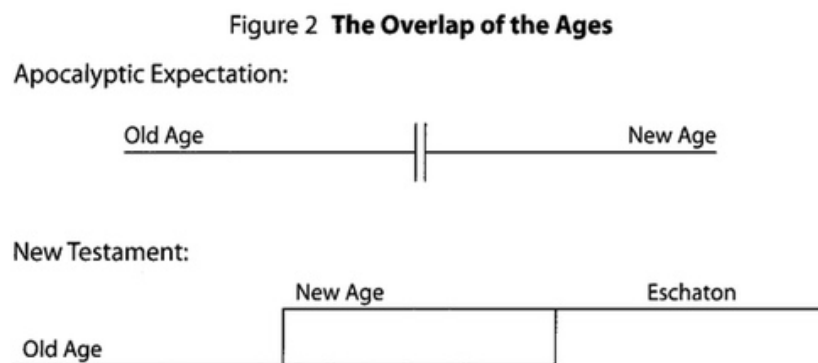 Figure 2 The Overlap of the Ages
Apocalyptic Expectation:
Old Age New Age
New Testament:
New Age Eschaton
Old Age